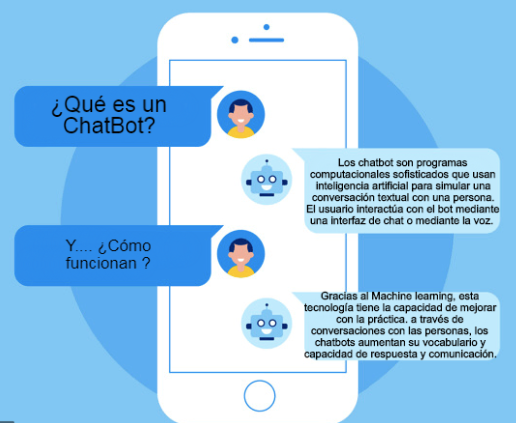 ¿Qué es un
ChatBot?
Los chatbot son programas
computacionales sofisticados que usan
inteligencia artificial para simular una
conversación textual con una persona.
El usuario interactúa con el bot mediante
una interfaz de chat o mediante la voz.
Y.... ¿Cómo
funcionan ?
Gracias al Machine learning, esta
tecnología tiene la capacidad de mejorar
con la práctica. a través de
conversaciones con las personas, los
chatbots aumentan su vocabulario y
capacidad de respuesta y comunicación.